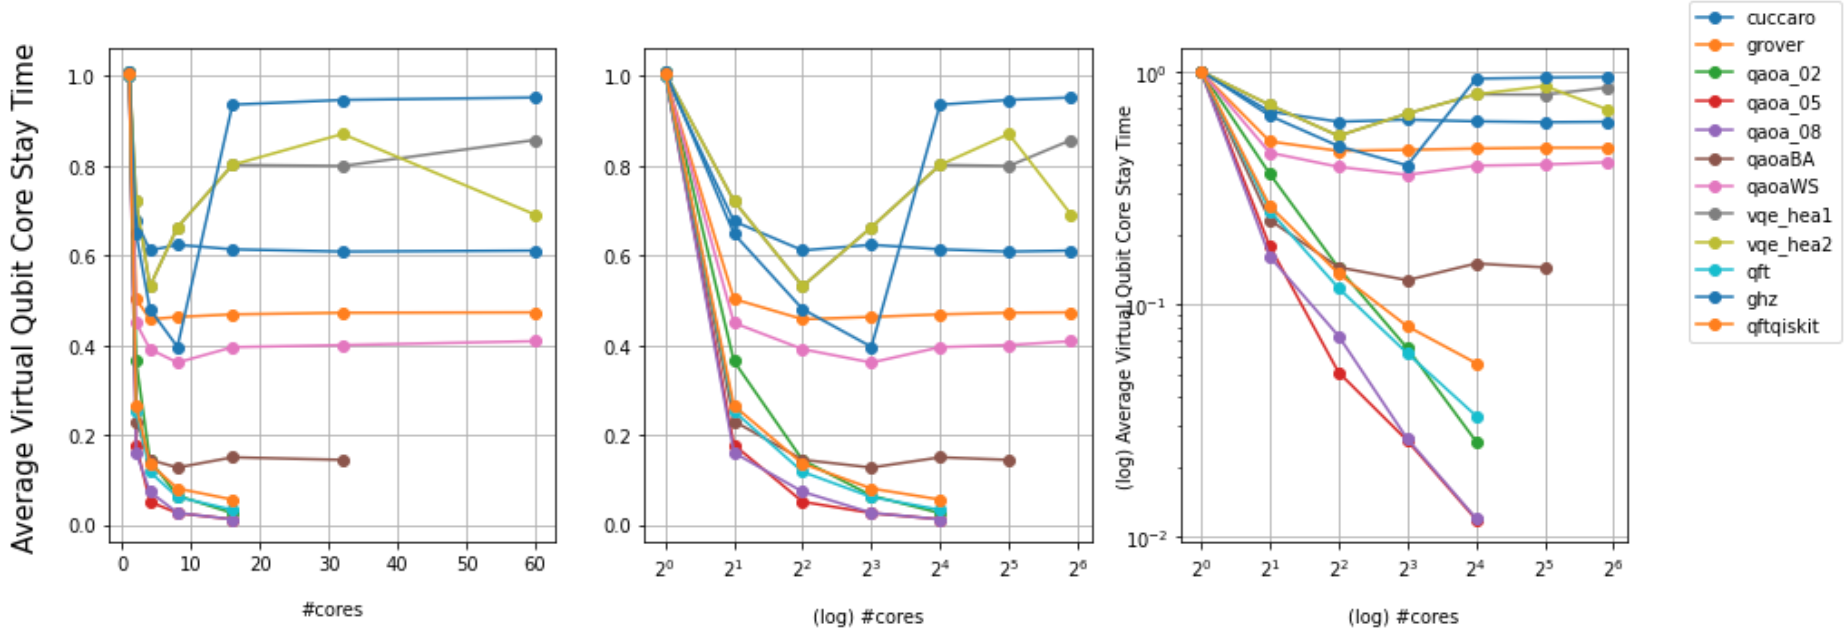 Average Virtual Qubit Core Stay Time
1.0
0.8
0.6
0.4
0.2
0.0
0 10 20 30 40 50 60
#cores
1.0
0.8
0.6
0.4
0.2
0.0
2⁰ 2¹ 2² 2³ 2⁴ 2⁵ 2⁶
(log) #cores
(log) Average Virtual Qubit Core Stay Time
10⁰
10⁻¹
10⁻²
2⁰ 2¹ 2² 2³ 2⁴ 2⁵ 2⁶
(log) #cores
cuccaro
grover
qaoa_02
qaoa_05
qaoa_08
qaoaBA
qaoaWS
vqe_hea1
vqe_hea2
qft
ghz
qftqiskit